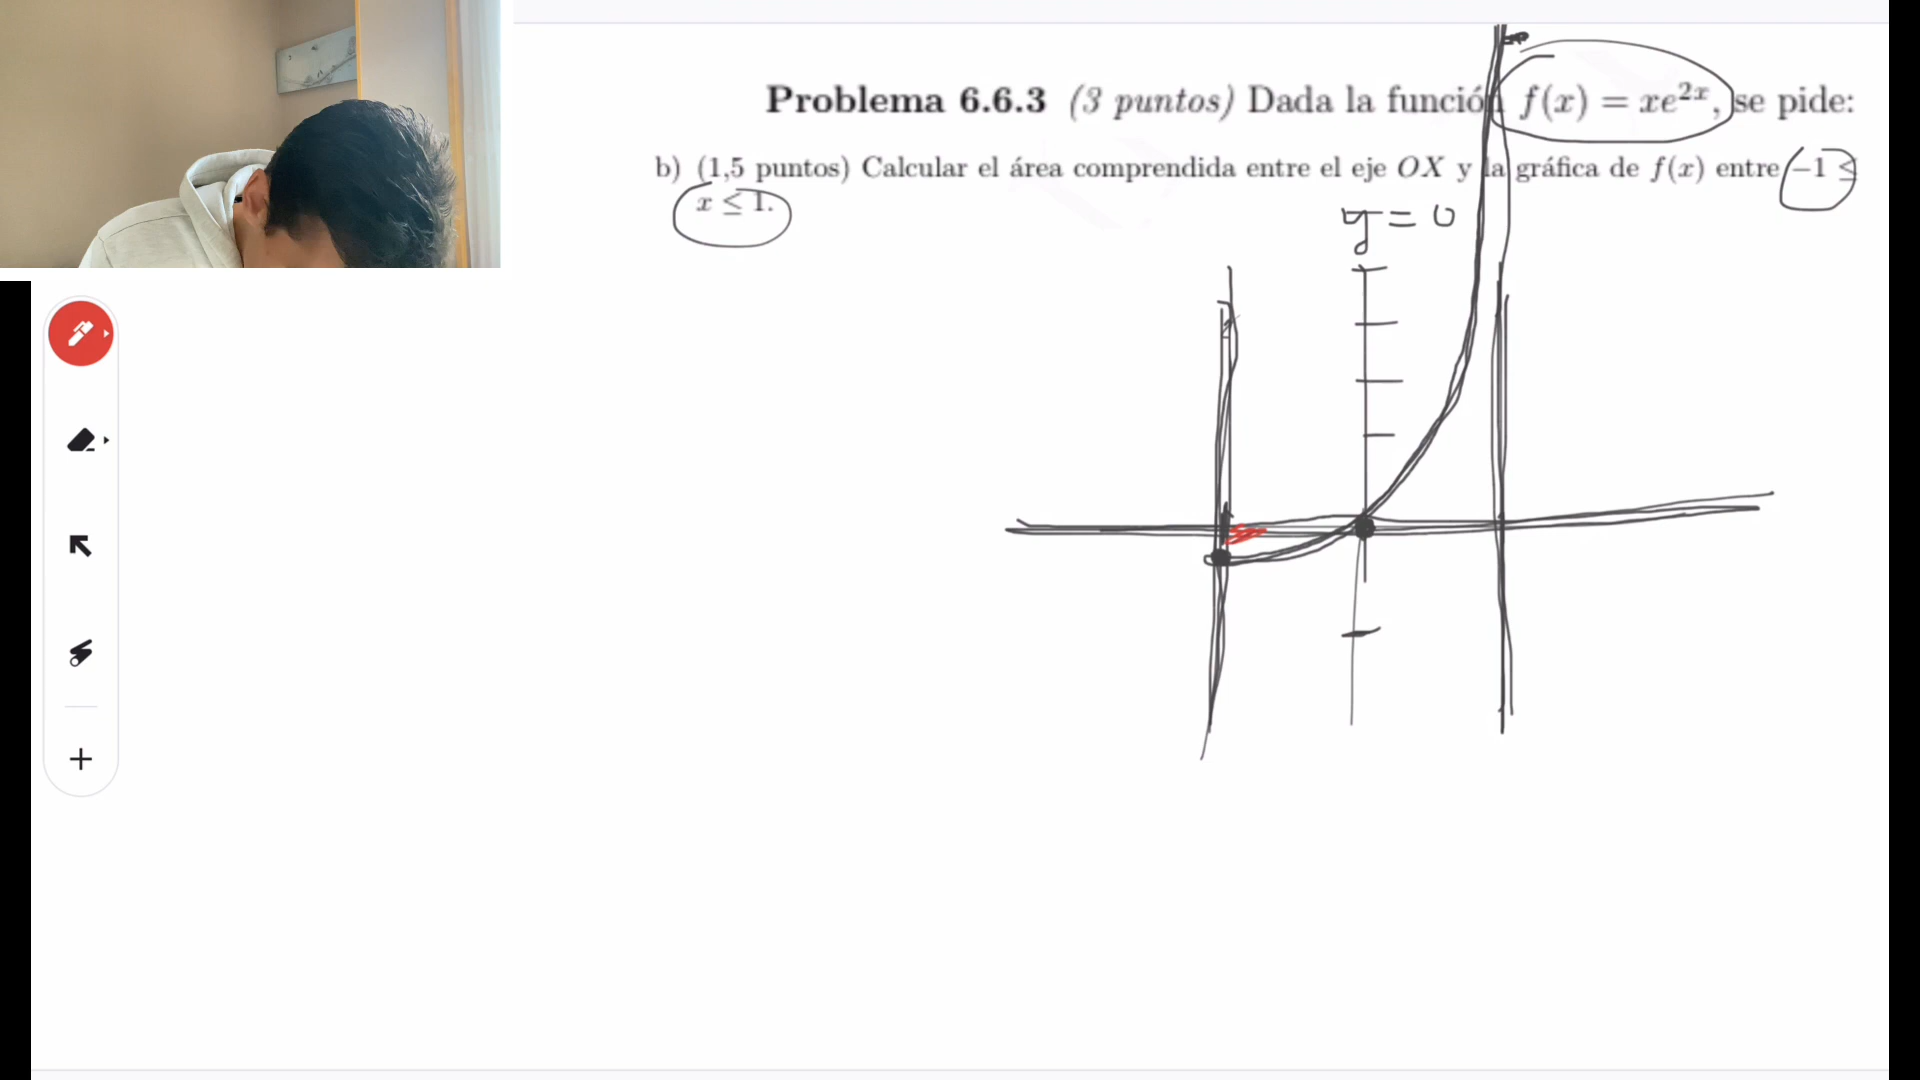 Problema 6.6.3 (3 puntos) Dada la función f(x) = xe^{2x}, se pide:
b) (1,5 puntos) Calcular el área comprendida entre el eje OX y la gráfica de f(x) entre −1 ≤
x ≤ 1.
y = 0